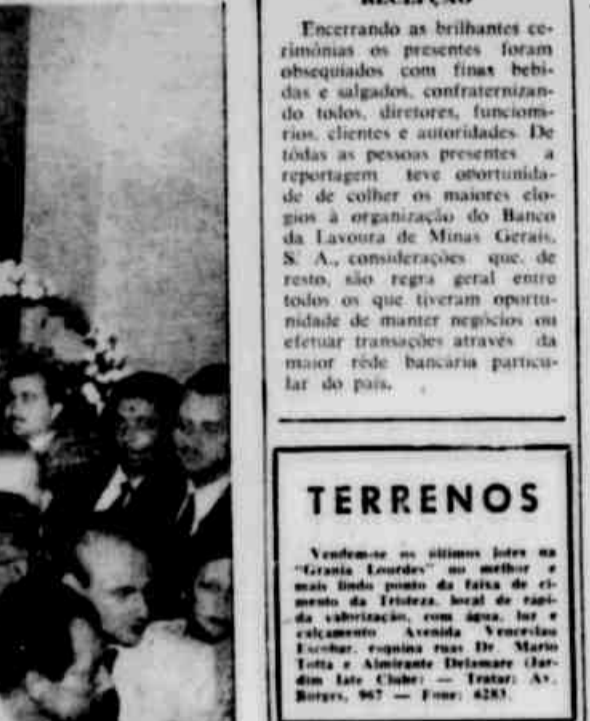 RECEPÇÃO
Encerrando as brilhantes ce-
rimônias os presentes foram
obsequiados com finas bebi-
das e salgados, confraternizan-
do todos, diretores, funcioná-
rios, clientes e autoridades. De
tôdas as pessoas presentes a
reportagem teve oportunida-
de de colher os maiores elo-
gios à organização do Banco
da Lavoura de Minas Gerais,
S. A., considerações que, de
resto, são regra geral entre
todos os que tiveram oportu-
nidade de manter negócios ou
efetuar transações através da
maior rêde bancária particu-
lar do país.
TERRENOS
Vendem-se os últimos lotes na
"Grania Lourdes" no melhor e
mais lindo ponto da faixa de ci-
mento da Tristeza, local de rápi-
da valorização, com água, luz e
calçamento Avenida Venceslau
Escobar, esquina ruas Dr. Mario
Totta e Almirante Delamare (Jar-
dim Iate Clube) — Tratar: Av.
Borges, 967 — Fone: 6283.